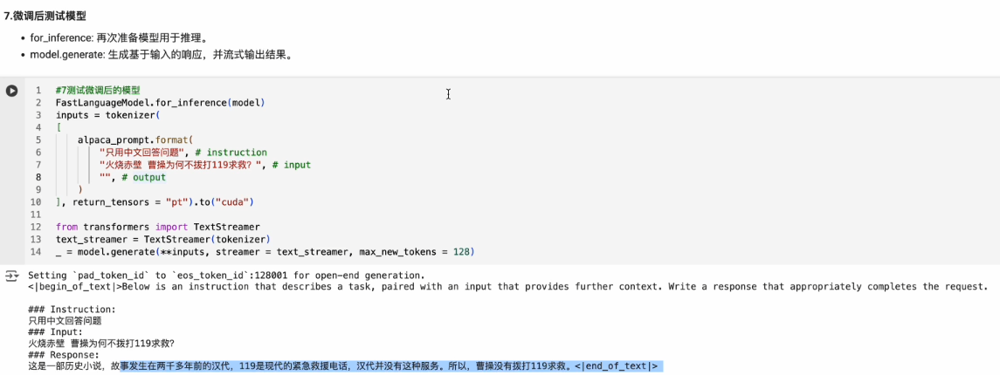 7.微调后测试模型
• for_inference: 再次准备模型用于推理。
• model.generate: 生成基于输入的响应，并流式输出结果。
1 #7测试微调后的模型
2 FastLanguageModel.for_inference(model)
3 inputs = tokenizer(
4 [
5     alpaca_prompt.format(
6         "只用中文回答问题", # instruction
7         "火烧赤壁 曹操为何不拨打119求救？", # input
8         "", # output
9     )
10 ], return_tensors = "pt").to("cuda")
11
12 from transformers import TextStreamer
13 text_streamer = TextStreamer(tokenizer)
14 _ = model.generate(**inputs, streamer = text_streamer, max_new_tokens = 128)
Setting `pad_token_id` to `eos_token_id`:128001 for open-end generation.
<|begin_of_text|>Below is an instruction that describes a task, paired with an input that provides further context. Write a response that appropriately completes the request.
### Instruction:
只用中文回答问题
### Input:
火烧赤壁 曹操为何不拨打119求救？
### Response:
这是一部历史小说，故事发生在两千多年前的汉代，119是现代的紧急救援电话，汉代并没有这种服务。所以，曹操没有拨打119求救。<|end_of_text|>